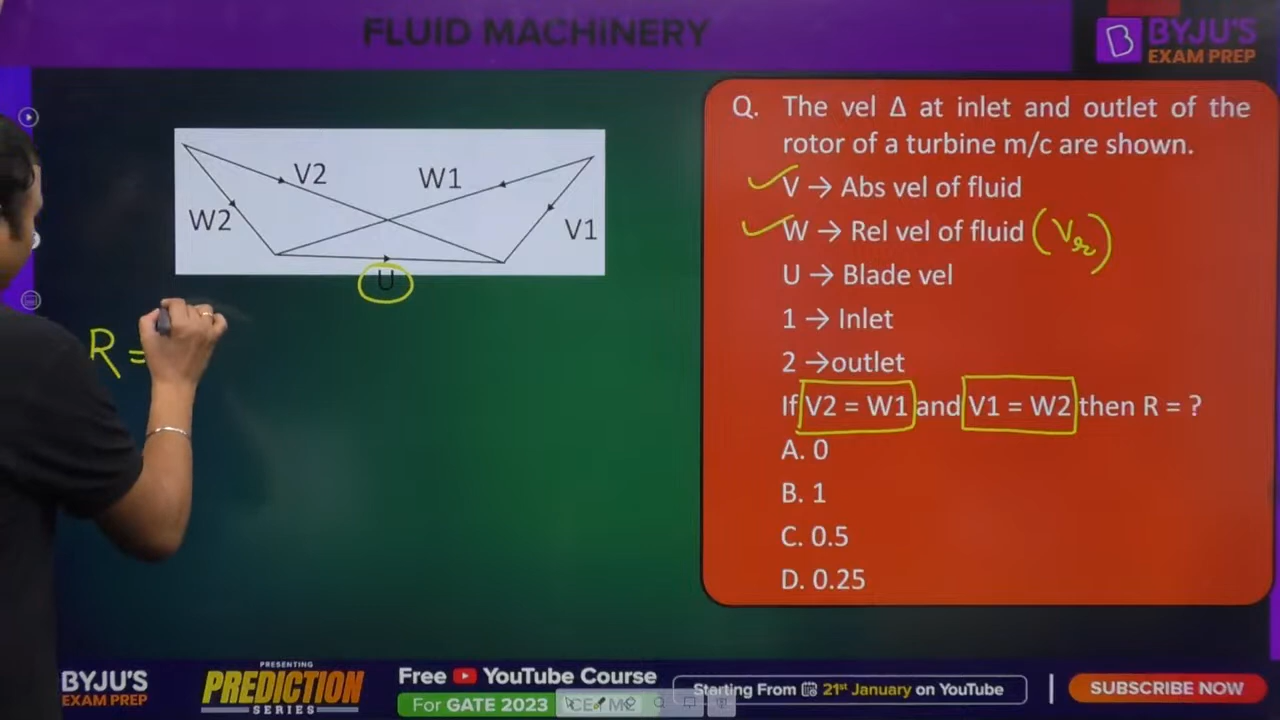 FLUID MACHINERY
BYJU'S
EXAM PREP
V2
W1
W2
V1
U
R =
Q. The vel Δ at inlet and outlet of the
rotor of a turbine m/c are shown.
V → Abs vel of fluid
W → Rel vel of fluid (Vr)
U → Blade vel
1 → Inlet
2 →outlet
If V2 = W1 and V1 = W2 then R = ?
A. 0
B. 1
C. 0.5
D. 0.25
BYJU'S
EXAM PREP
PRESENTING
PREDICTION
SERIES
Free YouTube Course
For GATE 2023 CE & ME
Starting From 21st January on YouTube
SUBSCRIBE NOW